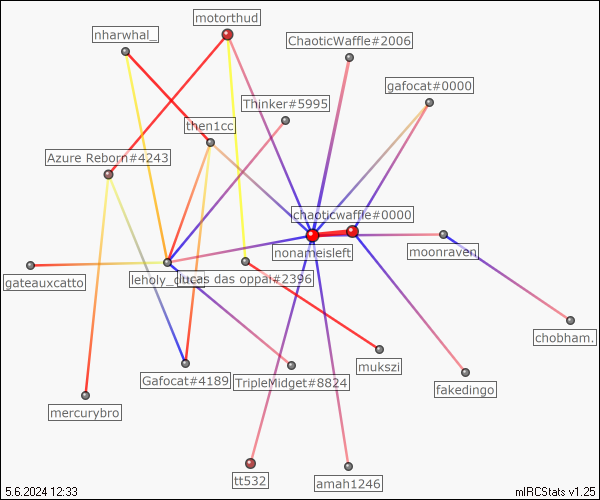 motorthud
nharwhal_
ChaoticWaffle#2006
gafocat#0000
Thinker#5995
then1cc
Azure Reborn#4243
chaoticwaffle#0000
nonameisleft
moonraven
gateauxcatto
lucas das oppai#2396
chobham.
mukszi
Gafocat#4189
TripleMidget#8824
fakedingo
mercurybro
tt532
amah1246
5.6.2024 12:33
mIRCStats v1.25